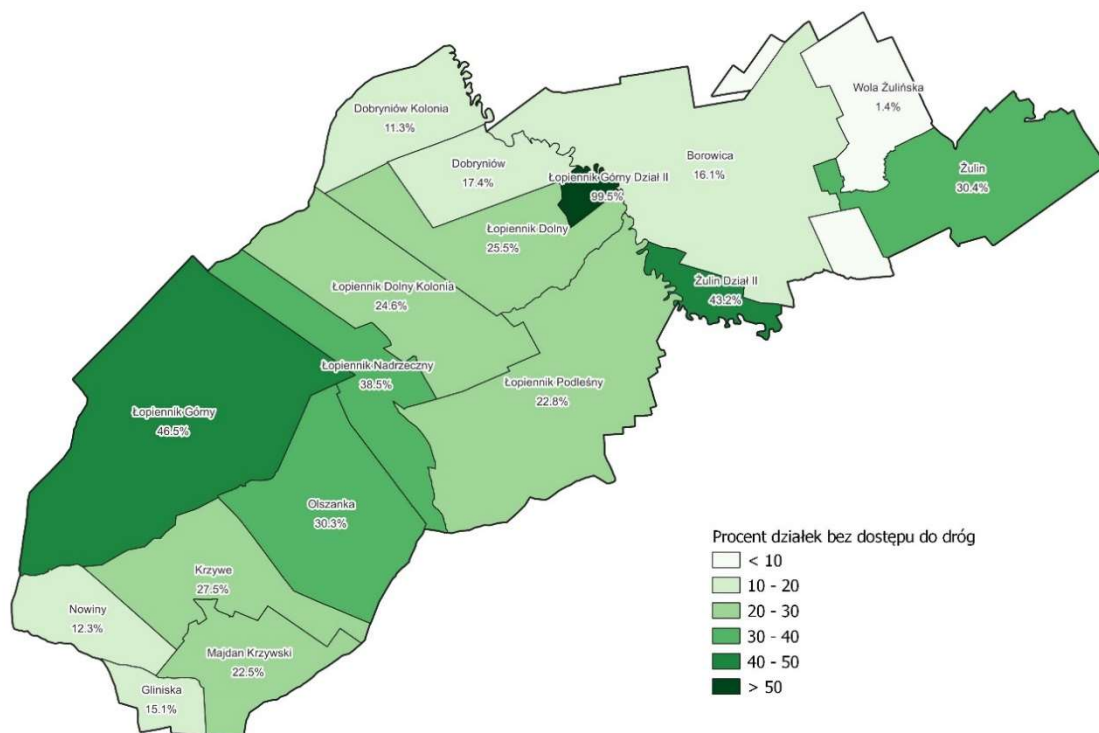 Wola Żulińska
1.4%
Dobryniów Kolonia
11.3%
Borowica
16.1%
Dobryniów
17.4%
Żulin
30.4%
Łopiennik Górny Dział II
99.5%
Łopiennik Dolny
25.5%
Żulin Dział II
43.2%
Łopiennik Dolny Kolonia
24.6%
Łopiennik Nadrzeczny
38.5%
Łopiennik Podleśny
22.8%
Łopiennik Górny
46.5%
Olszanka
30.3%
Krzywe
27.5%
Nowiny
12.3%
Majdan Krzywski
22.5%
Gliniska
15.1%
Procent działek bez dostępu do dróg
< 10
10 - 20
20 - 30
30 - 40
40 - 50
> 50